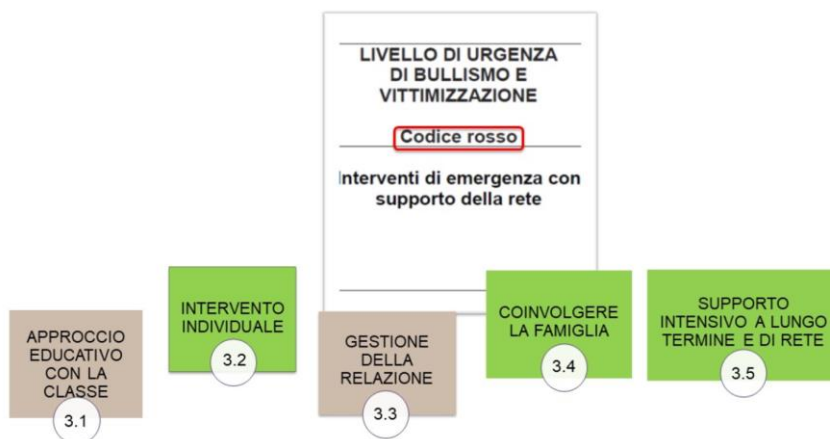 LIVELLO DI URGENZA
DI BULLISMO E
VITTIMIZZAZIONE
Codice rosso
Interventi di emergenza con
supporto della rete
APPROCCIO
EDUCATIVO
CON LA
CLASSE
3.1
INTERVENTO
INDIVIDUALE
3.2
GESTIONE
DELLA
RELAZIONE
3.3
COINVOLGERE
LA FAMIGLIA
3.4
SUPPORTO
INTENSIVO A LUNGO
TERMINE E DI RETE
3.5